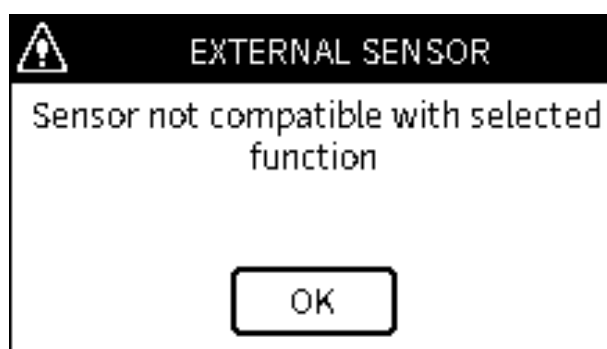 EXTERNAL SENSOR
Sensor not compatible with selected
function
OK